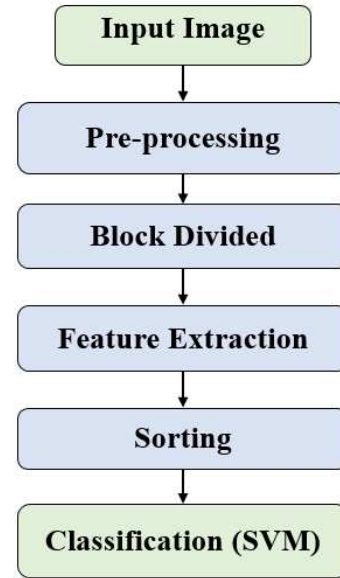 Input Image
Pre-processing
Block Divided
Feature Extraction
Sorting
Classification (SVM)